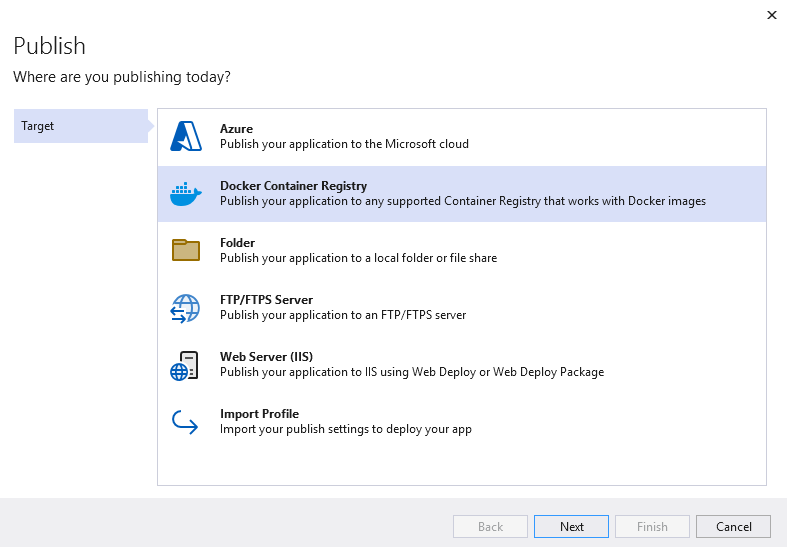 Publish
Where are you publishing today?
Target
Azure
Publish your application to the Microsoft cloud
Docker Container Registry
Publish your application to any supported Container Registry that works with Docker images
Folder
Publish your application to a local folder or file share
FTP/FTPS Server
Publish your application to an FTP/FTPS server
Web Server (IIS)
Publish your application to IIS using Web Deploy or Web Deploy Package
Import Profile
Import your publish settings to deploy your app
Back
Next
Finish
Cancel